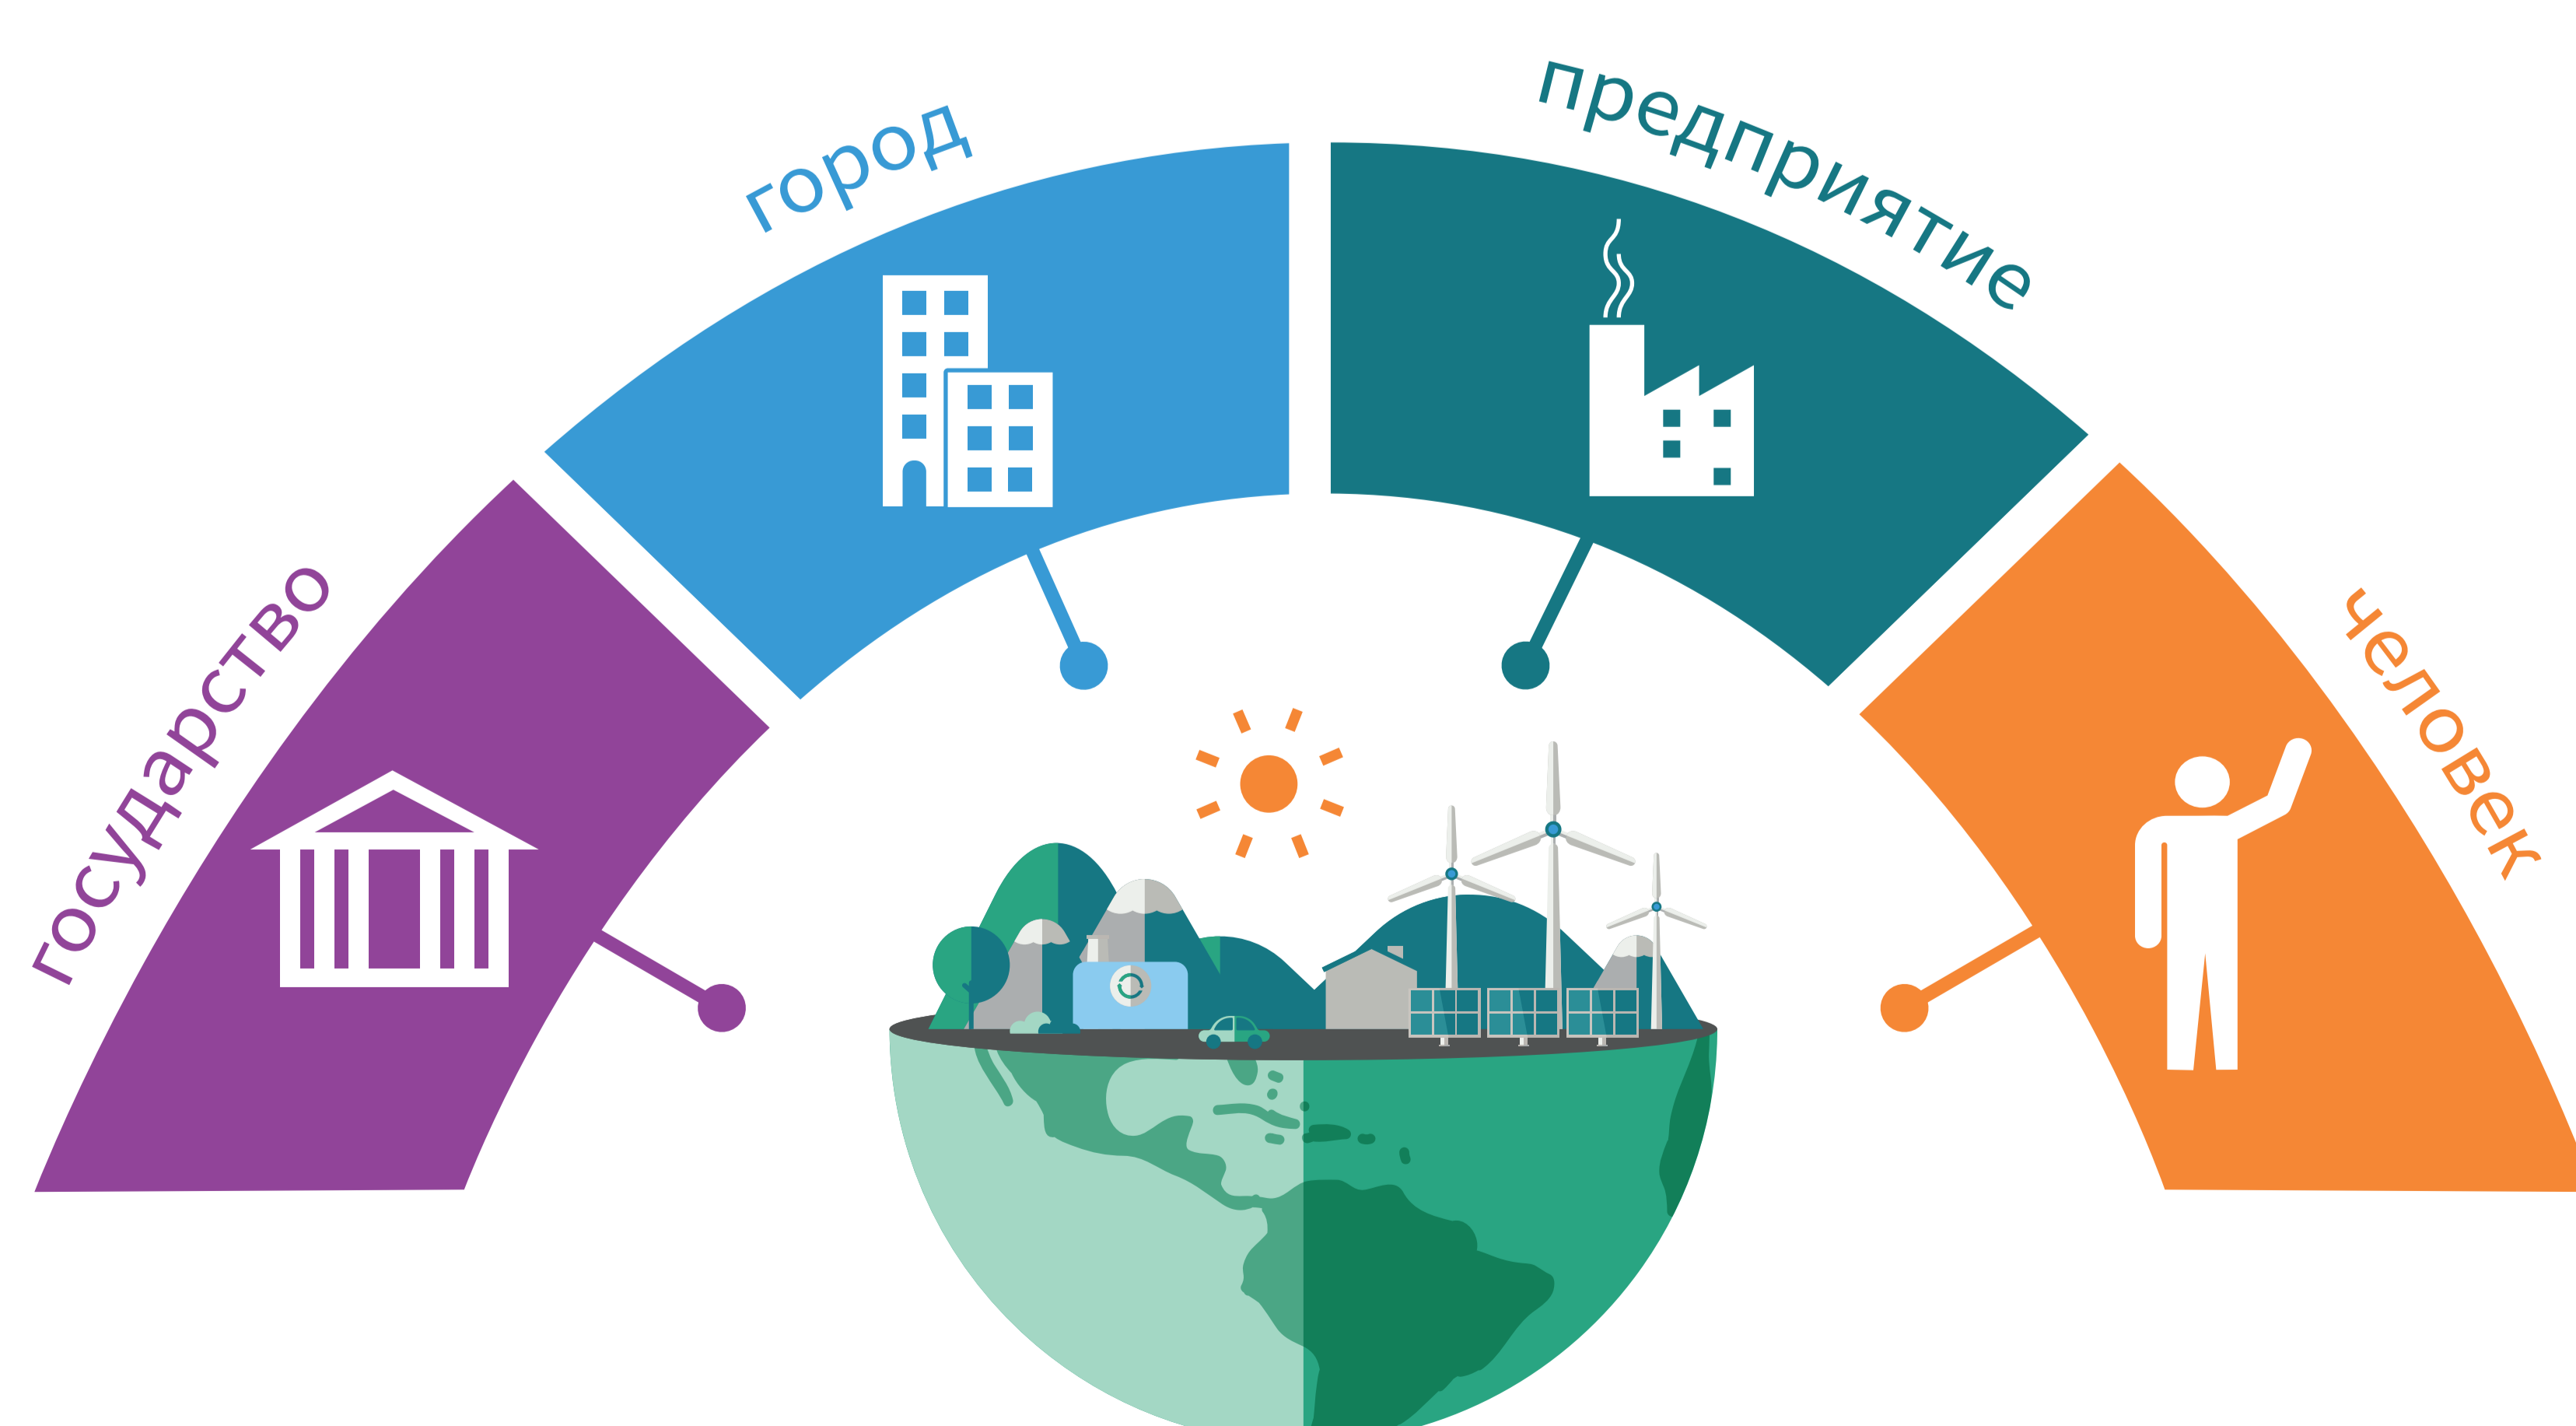 государство
город
предприятие
человек